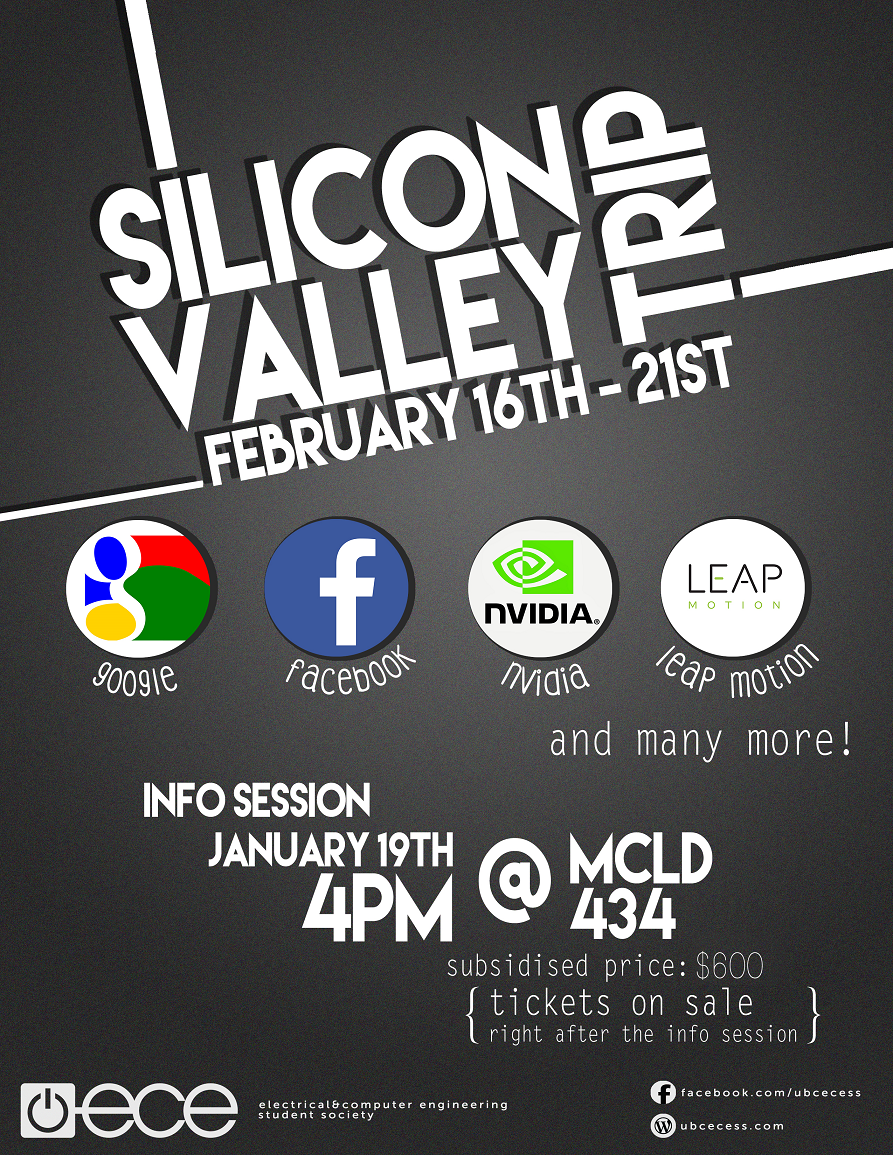 SILICON
VALLEY
TRIP
FEBRUARY 16TH - 21ST
f
NVIDIA®
LEAP
MOTION
google
facebook
nvidia
leap motion
and many more!
INFO SESSION
JANUARY 19TH
4PM
@
MCLD
434
subsidised price: $600
{ tickets on sale
right after the info session }
ece
electrical&computer engineering
student society
facebook.com/ubcecess
ubcecess.com